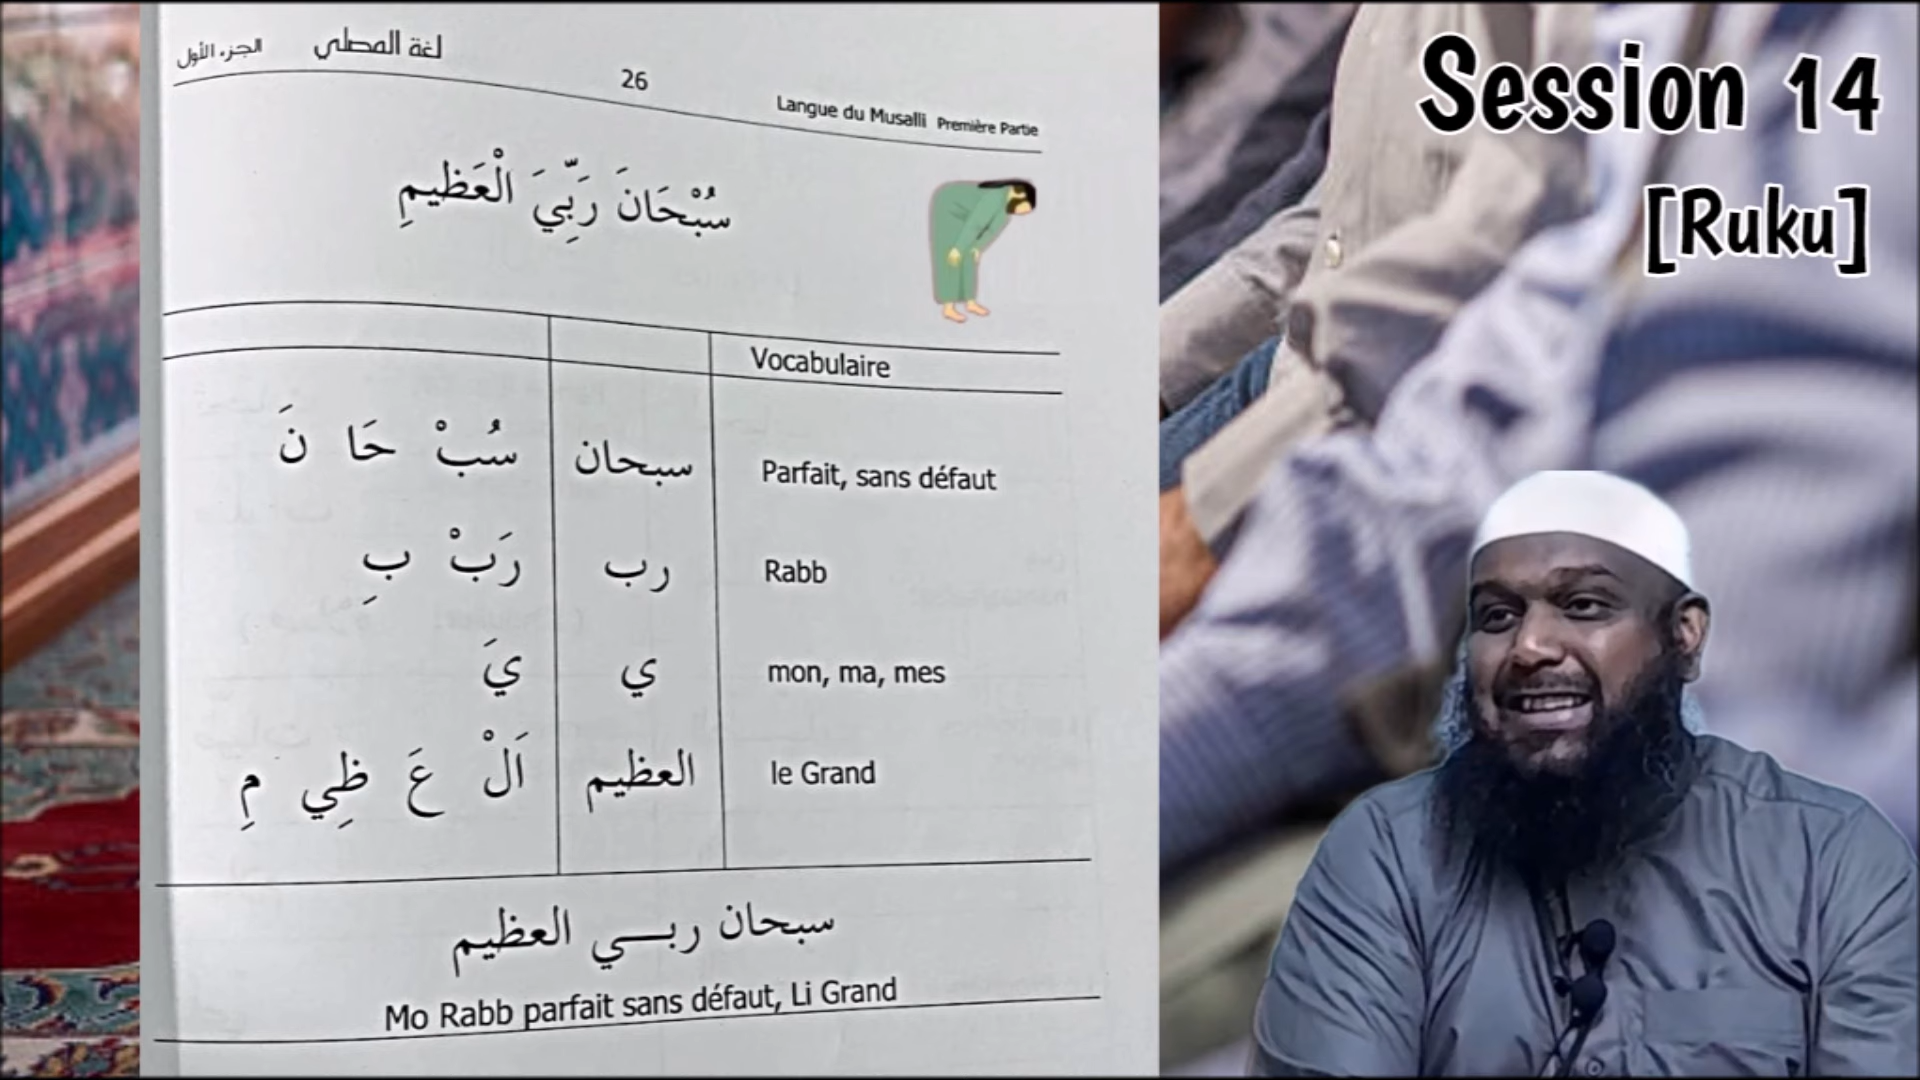 لغة المصلي الجزء الأول
26
Langue du Musalli Première Partie
سُبْحَانَ رَبِّيَ الْعَظِيمِ
Vocabulaire
سُبْ حَا نَ سبحان Parfait, sans défaut
رَبْ بِ رب Rabb
يَ ي mon, ma, mes
اَلْ عَ ظِي مِ العظيم le Grand
سبحان ربـــي العظيم
Mo Rabb parfait sans défaut, Li Grand
Session 14
[Ruku]